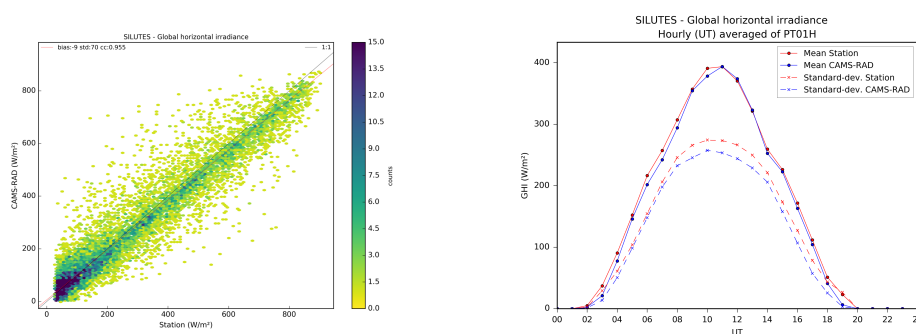 SILUTES - Global horizontal irradiance
bias:-9 std:70 cc:0.955
1:1
800
600
400
200
0
CAMS-RAD (W/m²)
0 200 400 600 800
Station (W/m²)
15.0
13.5
12.0
10.5
9.0
7.5
6.0
4.5
3.0
1.5
0.0
counts
SILUTES - Global horizontal irradiance
Hourly (UT) averaged of PT01H
Mean Station
Mean CAMS-RAD
Standard-dev. Station
Standard-dev. CAMS-RAD
400
300
200
100
0
GHI (W/m²)
00 02 04 06 08 10 12 14 16 18 20 22
UT